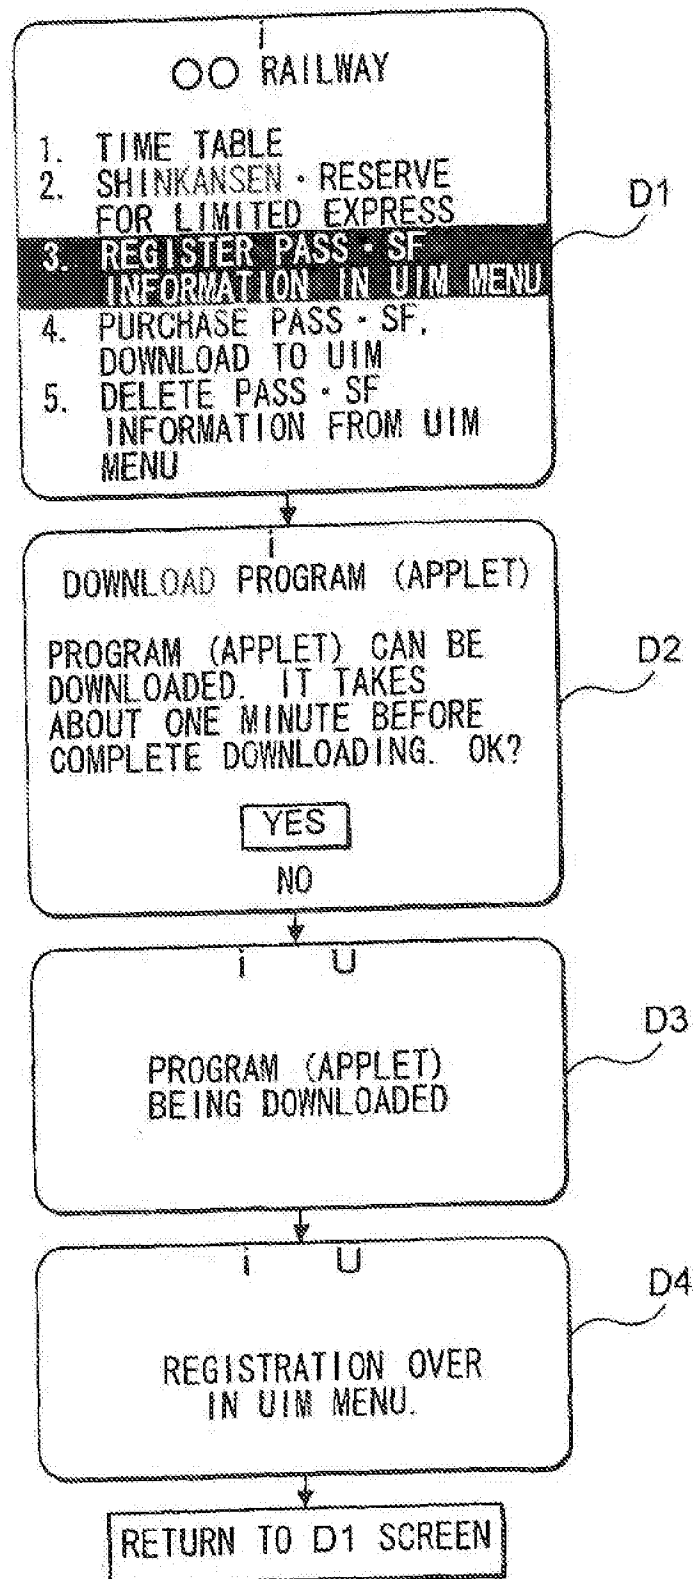 i
○○ RAILWAY
1. TIME TABLE
2. SHINKANSEN · RESERVE
FOR LIMITED EXPRESS
D1
3. REGISTER PASS · SF
INFORMATION IN UIM MENU
4. PURCHASE PASS · SF,
DOWNLOAD TO UIM
5. DELETE PASS · SF
INFORMATION FROM UIM
MENU
i
DOWNLOAD PROGRAM (APPLET)
PROGRAM (APPLET) CAN BE
D2
DOWNLOADED. IT TAKES
ABOUT ONE MINUTE BEFORE
COMPLETE DOWNLOADING. OK?
YES
NO
i U
D3
PROGRAM (APPLET)
BEING DOWNLOADED
i U
D4
REGISTRATION OVER
IN UIM MENU.
RETURN TO D1 SCREEN